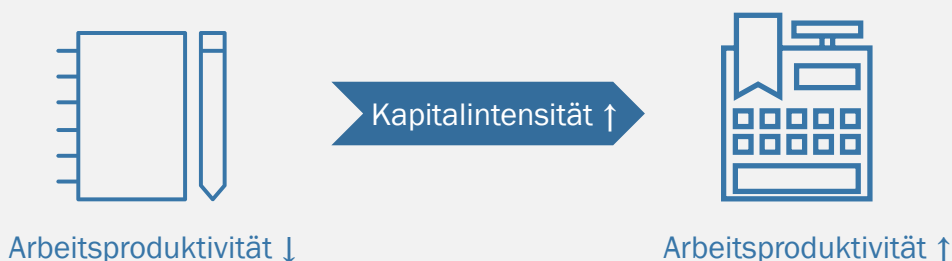 Kapitalintensität ↑
Arbeitsproduktivität ↓
Arbeitsproduktivität ↑